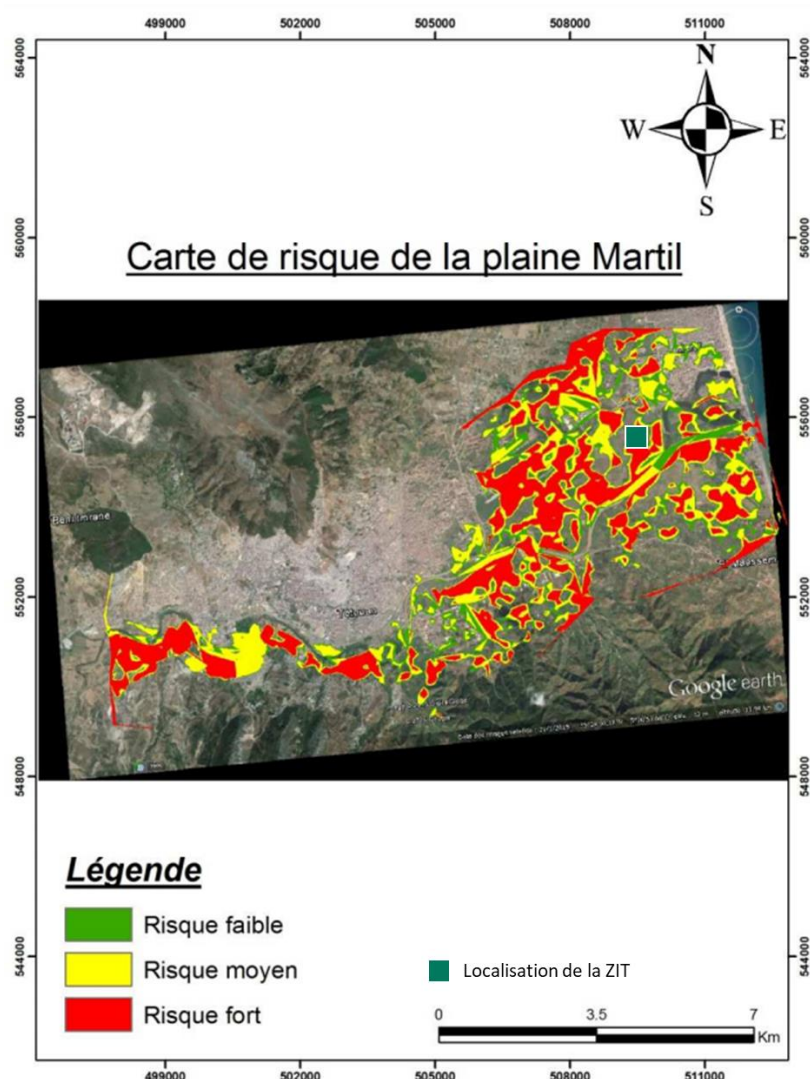 499000 502000 505000 508000 511000
564000
560000
556000
552000
548000
544000
N
W E
S
564000
560000
556000
552000
548000
544000
Carte de risque de la plaine Martil
Google earth
Légende
Risque faible
Risque moyen
Risque fort
Localisation de la ZIT
0 3.5 7
Km
499000 502000 505000 508000 511000